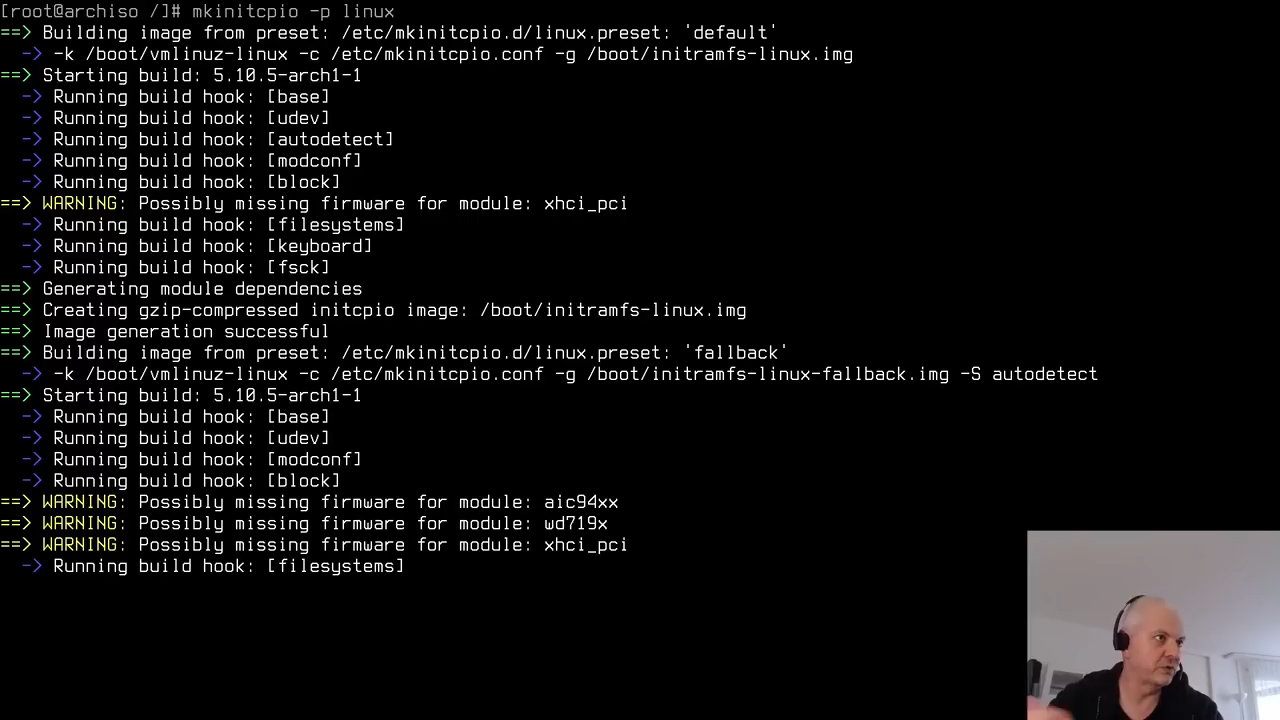 [root@archiso /]# mkinitcpio -p linux
==> Building image from preset: /etc/mkinitcpio.d/linux.preset: 'default'
  -> -k /boot/vmlinuz-linux -c /etc/mkinitcpio.conf -g /boot/initramfs-linux.img
==> Starting build: 5.10.5-arch1-1
  -> Running build hook: [base]
  -> Running build hook: [udev]
  -> Running build hook: [autodetect]
  -> Running build hook: [modconf]
  -> Running build hook: [block]
==> WARNING: Possibly missing firmware for module: xhci_pci
  -> Running build hook: [filesystems]
  -> Running build hook: [keyboard]
  -> Running build hook: [fsck]
==> Generating module dependencies
==> Creating gzip-compressed initcpio image: /boot/initramfs-linux.img
==> Image generation successful
==> Building image from preset: /etc/mkinitcpio.d/linux.preset: 'fallback'
  -> -k /boot/vmlinuz-linux -c /etc/mkinitcpio.conf -g /boot/initramfs-linux-fallback.img -S autodetect
==> Starting build: 5.10.5-arch1-1
  -> Running build hook: [base]
  -> Running build hook: [udev]
  -> Running build hook: [modconf]
  -> Running build hook: [block]
==> WARNING: Possibly missing firmware for module: aic94xx
==> WARNING: Possibly missing firmware for module: wd719x
==> WARNING: Possibly missing firmware for module: xhci_pci
  -> Running build hook: [filesystems]